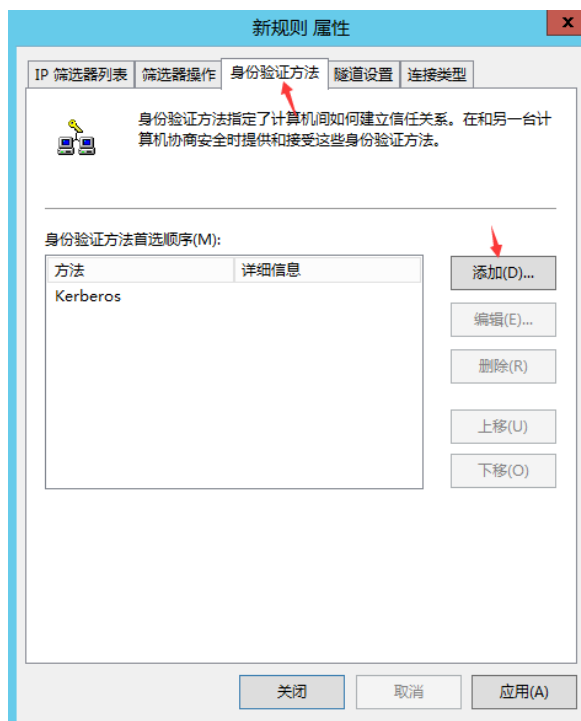 新规则 属性
x
IP 筛选器列表 筛选器操作 身份验证方法 隧道设置 连接类型
身份验证方法指定了计算机间如何建立信任关系。在和另一台计
算机协商安全时提供和接受这些身份验证方法。
身份验证方法首选顺序(M):
方法 详细信息
Kerberos
添加(D)...
编辑(E)...
删除(R)
上移(U)
下移(O)
关闭 取消 应用(A)